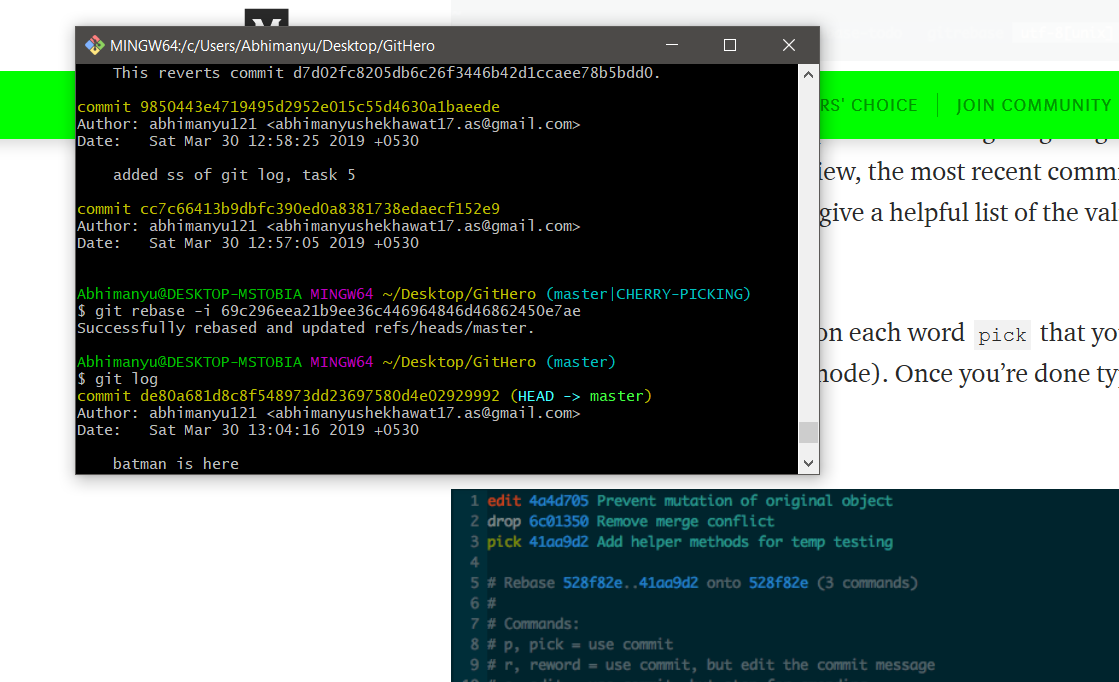 MINGW64:/c/Users/Abhimanyu/Desktop/GitHero
This reverts commit d7d02fc8205db6c26f3446b42d1ccaee78b5bdd0.
commit 9850443e4719495d2952e015c55d4630a1baeede
Author: abhimanyu121 <abhimanyushekhawat17.as@gmail.com>
Date: Sat Mar 30 12:58:25 2019 +0530
added ss of git log, task 5
commit cc7c66413b9dbfc390ed0a8381738edaecf152e9
Author: abhimanyu121 <abhimanyushekhawat17.as@gmail.com>
Date: Sat Mar 30 12:57:05 2019 +0530
Abhimanyu@DESKTOP-MSTOBIA MINGW64 ~/Desktop/GitHero (master|CHERRY-PICKING)
$ git rebase -i 69c296eea21b9ee36c446964846d46862450e7ae
Successfully rebased and updated refs/heads/master.
Abhimanyu@DESKTOP-MSTOBIA MINGW64 ~/Desktop/GitHero (master)
$ git log
commit de80a681d8c8f548973dd23697580d4e02929992 (HEAD -> master)
Author: abhimanyu121 <abhimanyushekhawat17.as@gmail.com>
Date: Sat Mar 30 13:04:16 2019 +0530
batman is here
RS' CHOICE
JOIN COMMUNITY
iew, the most recent comm
give a helpful list of the val
on each word pick that yo
node). Once you're done ty
1 edit 4a4d705 Prevent mutation of original object
2 drop 6c01350 Remove merge conflict
3 pick 41aa9d2 Add helper methods for temp testing
4
5 # Rebase 528f82e..41aa9d2 onto 528f82e (3 commands)
6 #
7 # Commands:
8 # p, pick = use commit
9 # r, reword = use commit, but edit the commit message